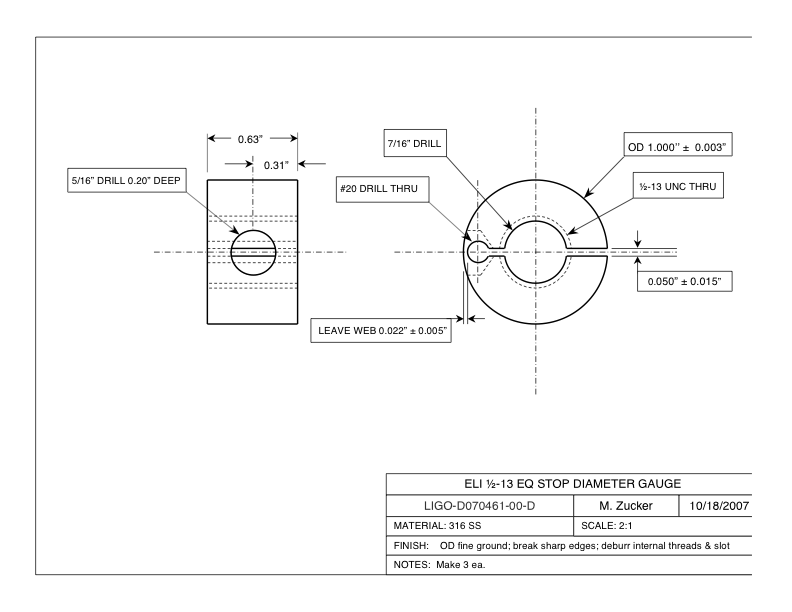 0.63”
0.31”
5/16” DRILL 0.20” DEEP
7/16” DRILL
#20 DRILL THRU
OD 1.000’’ ± 0.003”
½-13 UNC THRU
0.050” ± 0.015”
LEAVE WEB 0.022” ± 0.005”
ELI ½-13 EQ STOP DIAMETER GAUGE
LIGO-D070461-00-D M. Zucker 10/18/2007
MATERIAL: 316 SS SCALE: 2:1
FINISH: OD fine ground; break sharp edges; deburr internal threads & slot
NOTES: Make 3 ea.